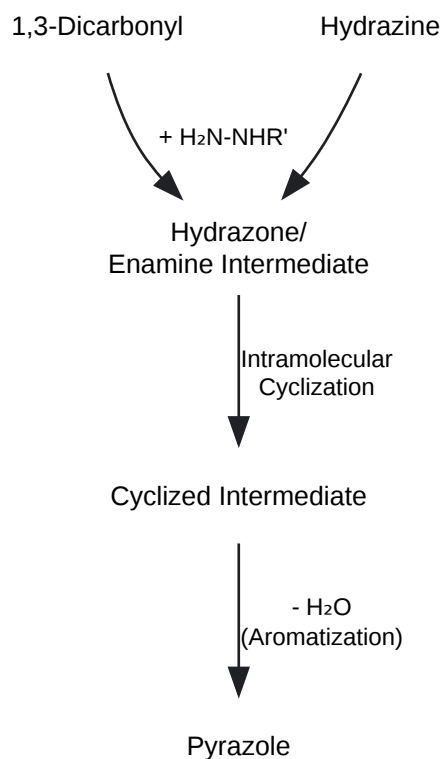 1,3-Dicarbonyl
Hydrazine
+ H₂N-NHR'
Hydrazone/
Enamine Intermediate
Intramolecular
Cyclization
Cyclized Intermediate
- H₂O
(Aromatization)
Pyrazole